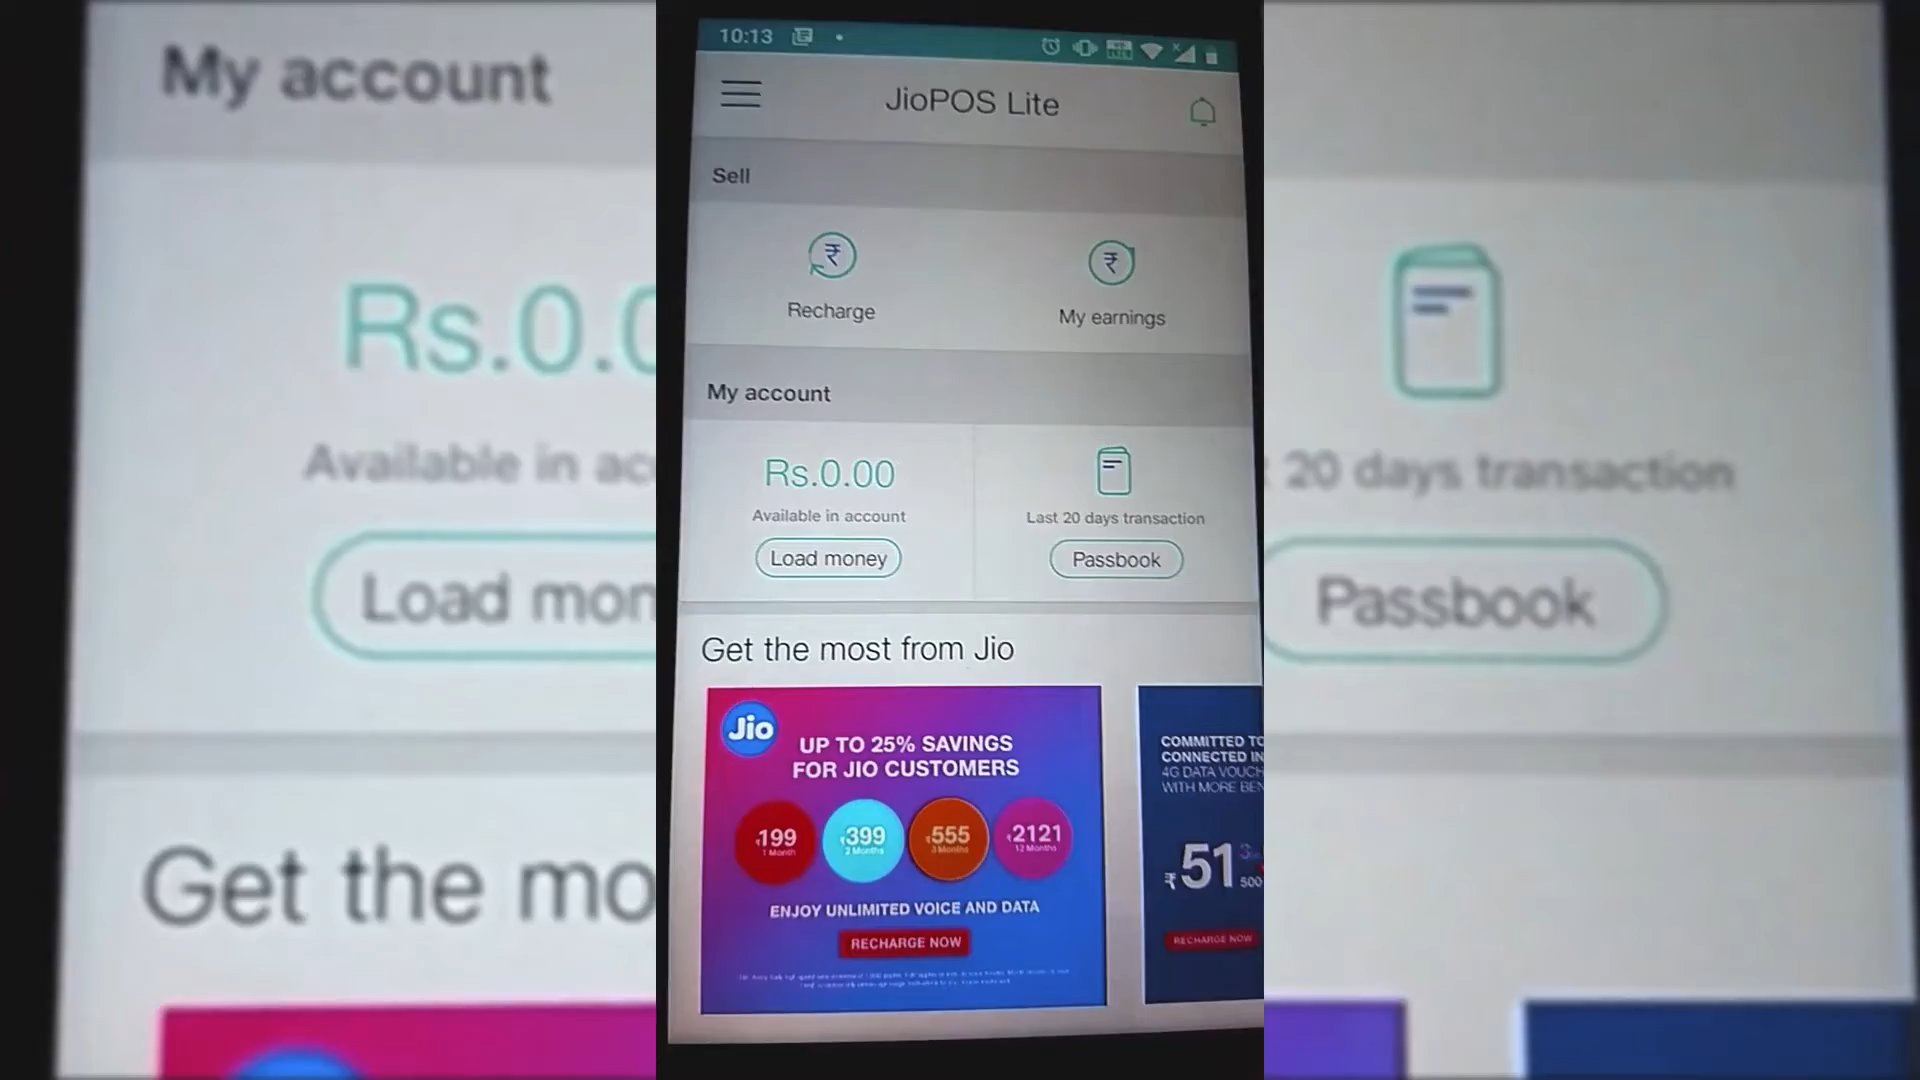 My account
Rs.0.0
Available in
Load mon
Get the mo
10:13
JioPOS Lite
Sell
Recharge
My earnings
My account
Rs.0.00
Available in account
Load money
Last 20 days transaction
Passbook
Get the most from Jio
Jio
UP TO 25% SAVINGS
FOR JIO CUSTOMERS
₹199
1 Month
₹399
2 Months
₹555
3 Months
₹2121
12 Months
ENJOY UNLIMITED VOICE AND DATA
RECHARGE NOW
COMMITTED TO
CONNECTED IN
4G DATA VOUCH
WITH MORE BEN
₹51
500
RECHARGE NOW
20 days transaction
Passbook